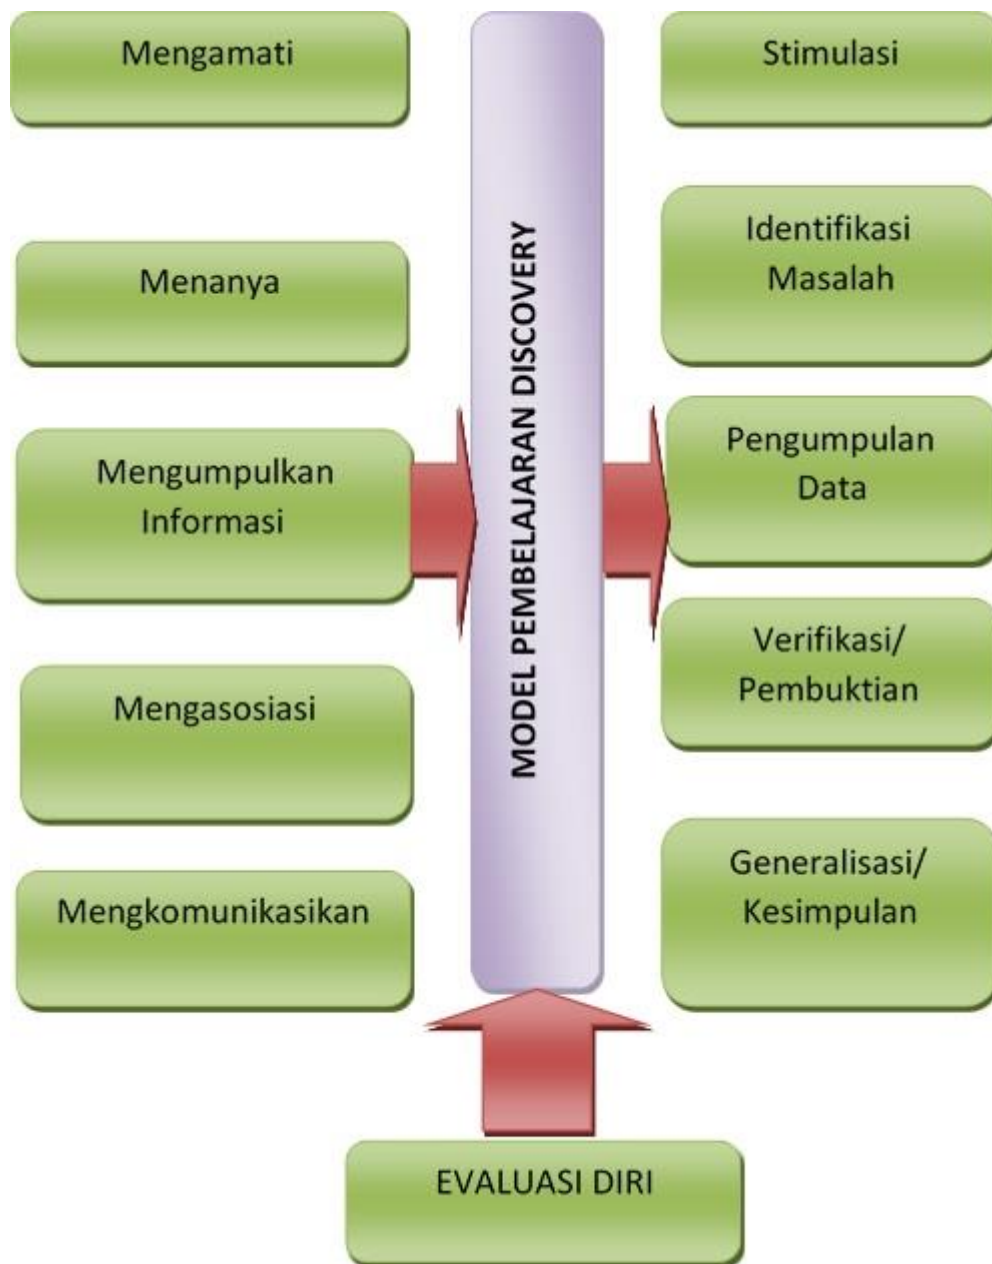 Mengamati
Menanya
Mengumpulkan
Informasi
Mengasosiasi
Mengkomunikasikan
MODEL PEMBELAJARAN DISCOVERY
Stimulasi
Identifikasi
Masalah
Pengumpulan
Data
Verifikasi/
Pembuktian
Generalisasi/
Kesimpulan
EVALUASI DIRI